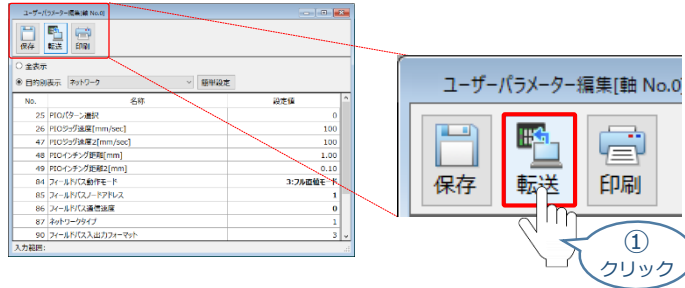 ユーザーパラメーター編集[軸 No.0]
保存 転送 印刷
全表示
目的別表示 ネットワーク 簡単設定
No. 名称 設定値
25 PIOパターン選択 0
26 PIOジョグ速度[mm/sec] 100
47 PIOジョグ速度2[mm/sec] 100
48 PIOインチング距離[mm] 1.00
49 PIOインチング距離2[mm] 0.10
84 フィールドバス動作モード 3:フル直値モード
85 フィールドバスノードアドレス 1
86 フィールドバス通信速度 0
87 ネットワークタイプ 1
90 フィールドバス入出力フォーマット 3
入力範囲:
ユーザーパラメーター編集[軸 No.0]
保存 転送 印刷
①
クリック